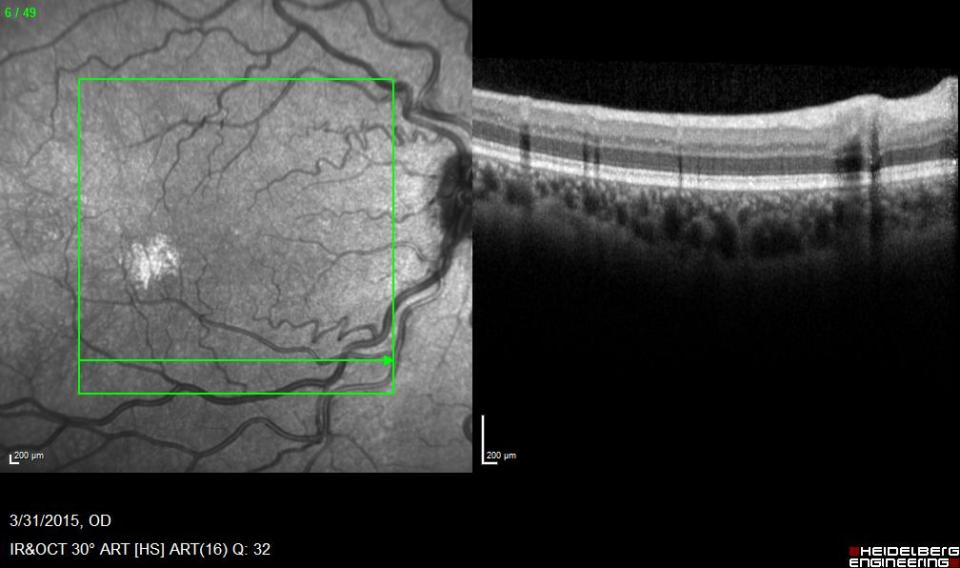 6 / 49
200 µm
200 µm
3/31/2015, OD
IR&OCT 30° ART [HS] ART(16) Q: 32
HEIDELBERG
ENGINEERING